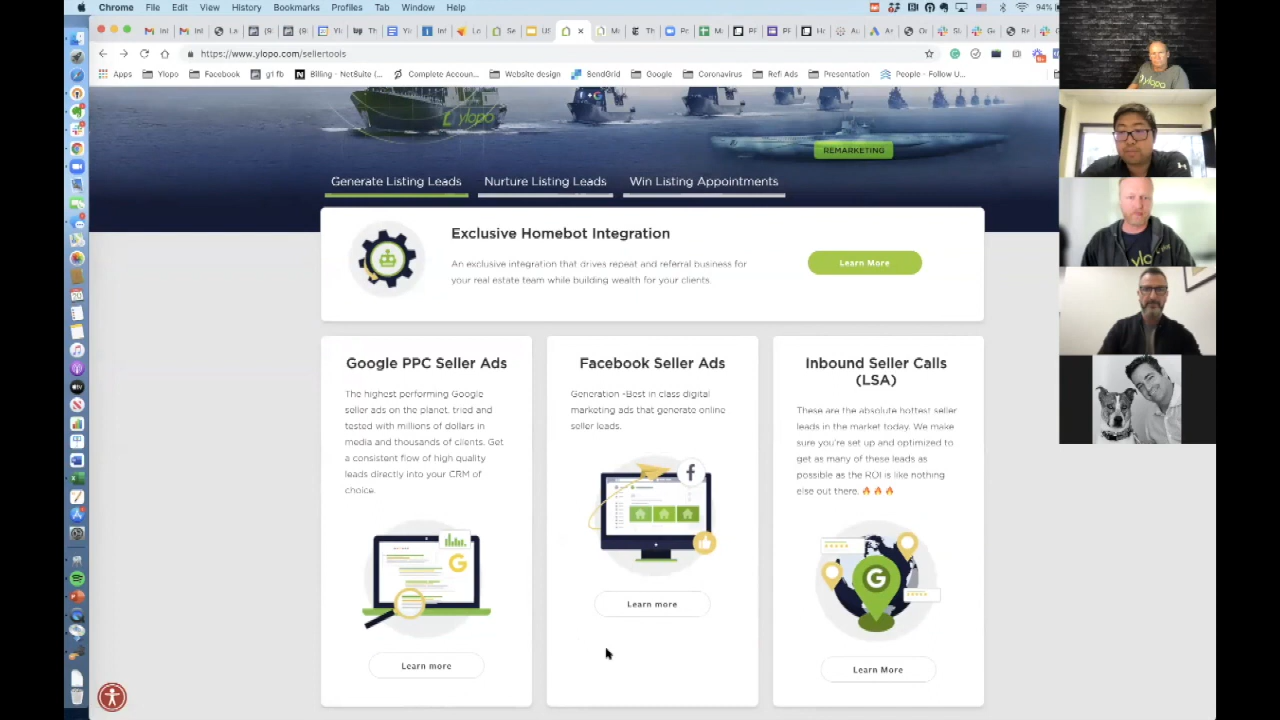 Chrome File Edit View History Bookmarks Profiles Tab Window Help 94%
https://www.ylopo.com/sellertools
Apps Ylopo Facebook y fb Billing Website design SendGrid Google Coronavirus Refi Ads Presentation People - Follow U...
ylopo
REMARKETING
Generate Listing Leads Nurture Listing Leads Win Listing Appointments
Exclusive Homebot Integration
An exclusive integration that drives repeat and referral business for
your real estate team while building wealth for your clients.
Learn More
Google PPC Seller Ads
The highest performing Google
seller ads on the planet, tried and
tested with millions of dollars in
media and thousands of clients. Get
a consistent flow of high quality
leads directly into your CRM of
choice.
Learn more
Facebook Seller Ads
Generation -Best in class digital
marketing ads that generate online
seller leads.
Learn more
Inbound Seller Calls
(LSA)
These are the absolute hottest seller
leads in the market today. We make
sure you're set up and optimized to
get as many of these leads as
possible as the ROI is like nothing
else out there. 🔥🔥🔥
Learn More